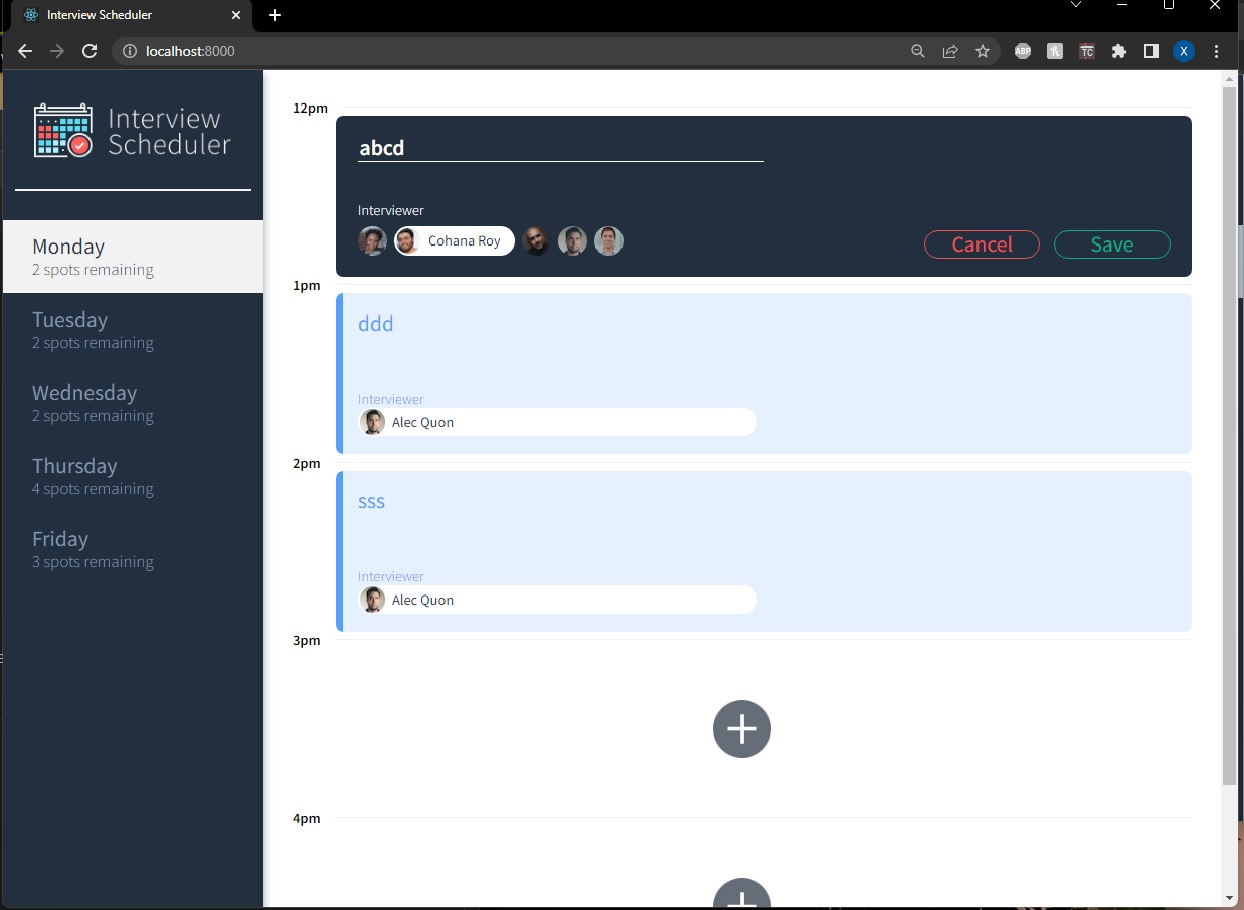 Interview Scheduler
localhost:8000
ABP
TC
X
Interview
Scheduler
Monday
2 spots remaining
Tuesday
2 spots remaining
Wednesday
2 spots remaining
Thursday
4 spots remaining
Friday
3 spots remaining
12pm
abcd
Interviewer
Cohana Roy
Cancel
Save
1pm
ddd
Interviewer
Alec Quon
2pm
sss
Interviewer
Alec Quon
3pm
4pm